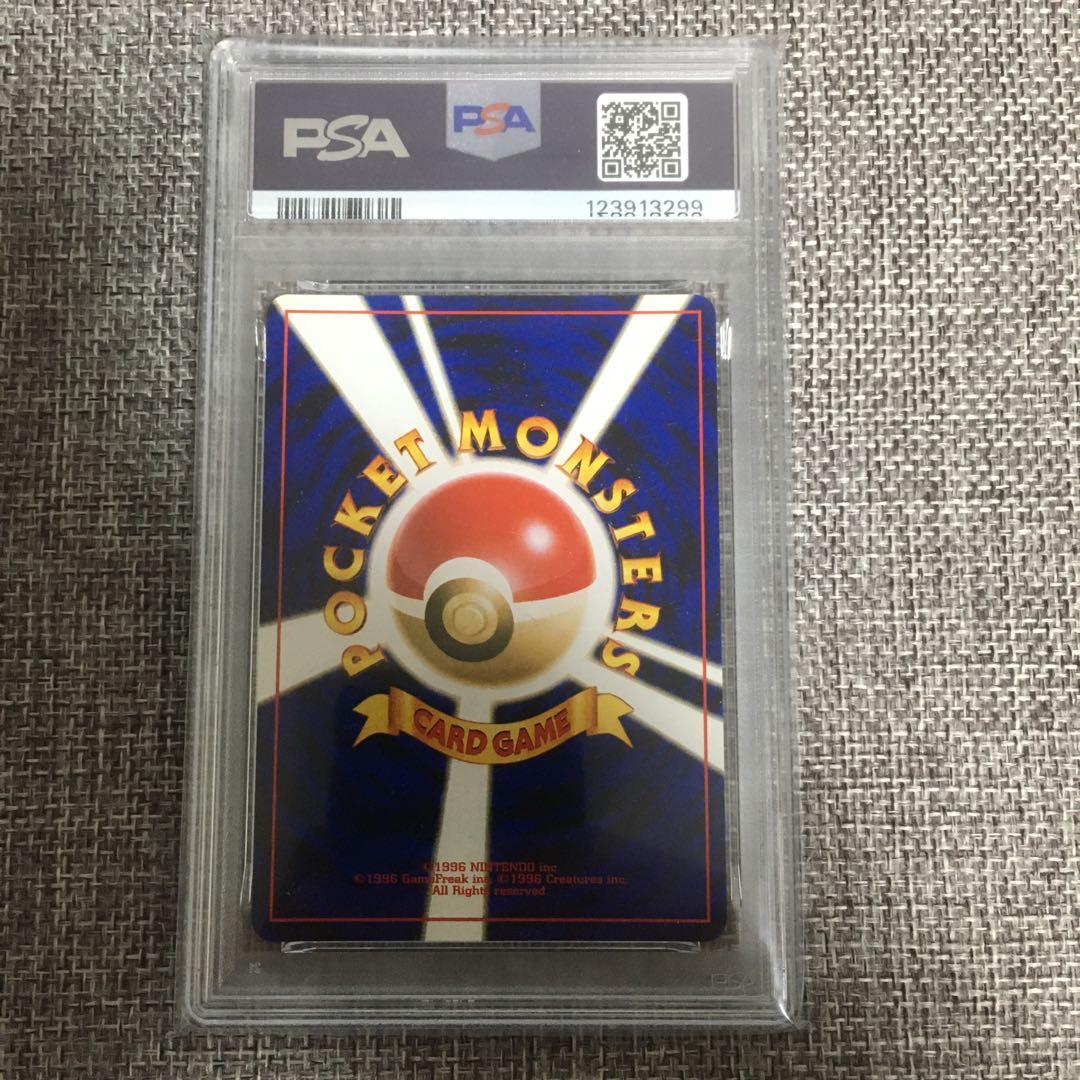 PSA
PSA
123913299
POCKET MONSTERS
CARD GAME
©1996 NINTENDO inc.
©1996 GameFreak inc. ©1996 Creatures inc.
All Rights reserved
PSA